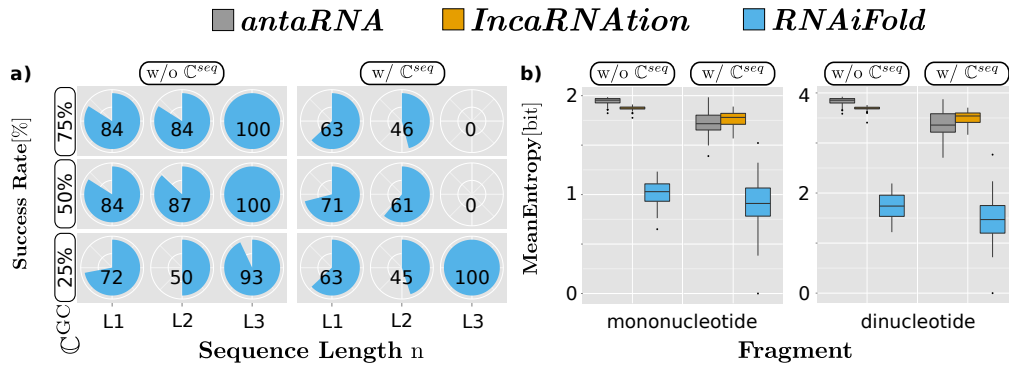 antaRNA IncaRNAtion RNAiFold
a) w/o ℂseq w/ ℂseq
b) w/o ℂseq w/ ℂseq w/o ℂseq w/ ℂseq
Success Rate[%]
75% 84 84 100 63 46 0
50% 84 87 100 71 61 0
25% 72 50 93 63 45 100
ℂGC
L1 L2 L3 L1 L2 L3
Sequence Length n
MeanEntropy[bit]
2
1
0
4
2
0
mononucleotide dinucleotide
Fragment